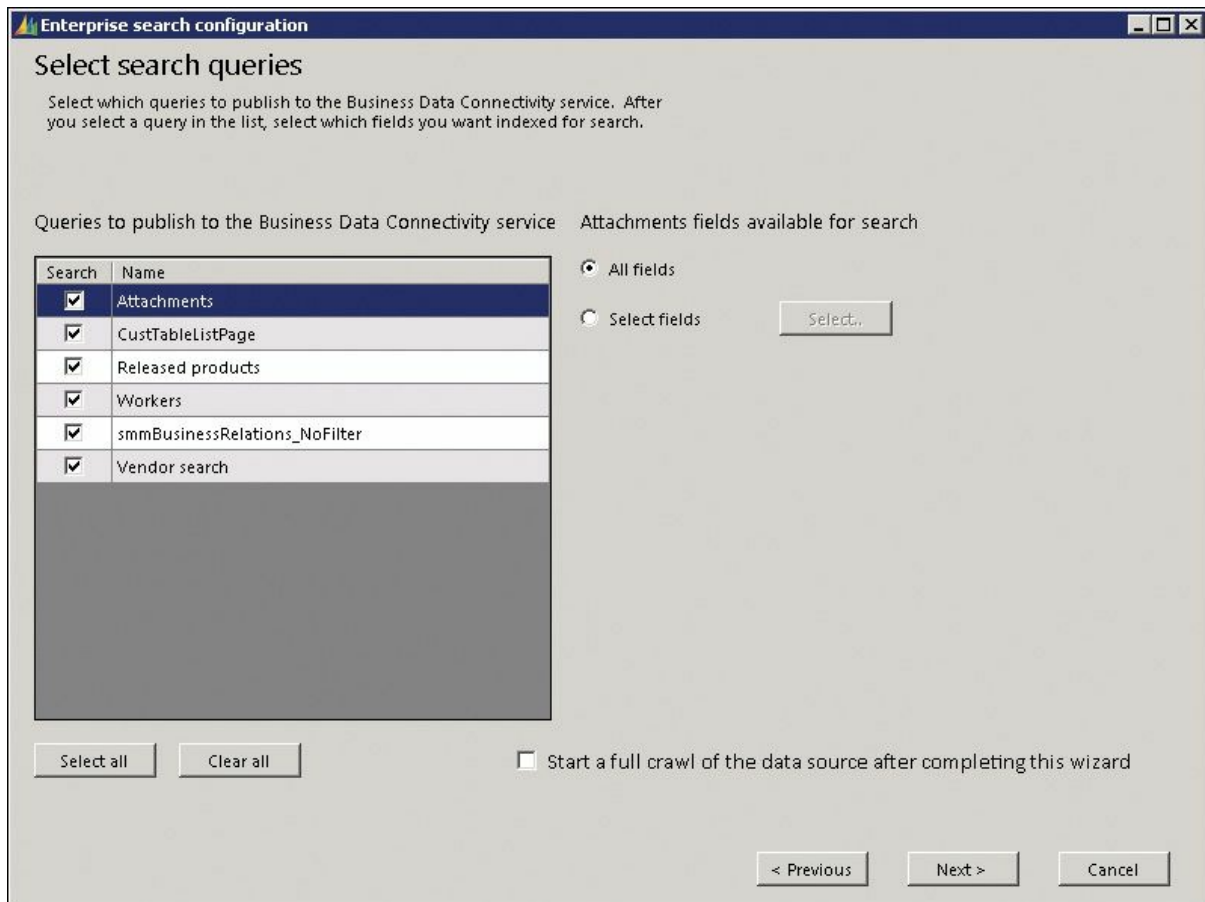 Enterprise search configuration
Select search queries
Select which queries to publish to the Business Data Connectivity service. After
you select a query in the list, select which fields you want indexed for search.
Queries to publish to the Business Data Connectivity service
Attachments fields available for search
Search Name
Attachments
CustTableListPage
Released products
Workers
smmBusinessRelations_NoFilter
Vendor search
All fields
Select fields
Select..
Select all
Clear all
Start a full crawl of the data source after completing this wizard
< Previous
Next >
Cancel